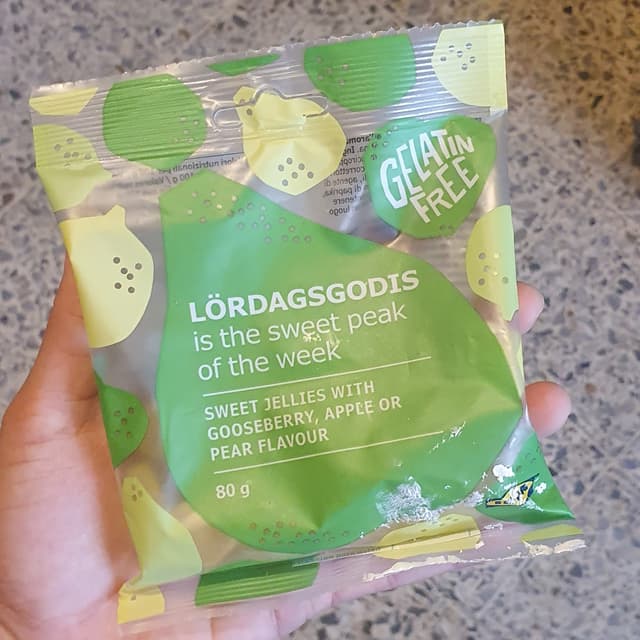 GELATIN
FREE
LÖRDAGSGODIS
is the sweet peak
of the week
SWEET JELLIES WITH
GOOSEBERRY, APPLE OR
PEAR FLAVOUR
80 g